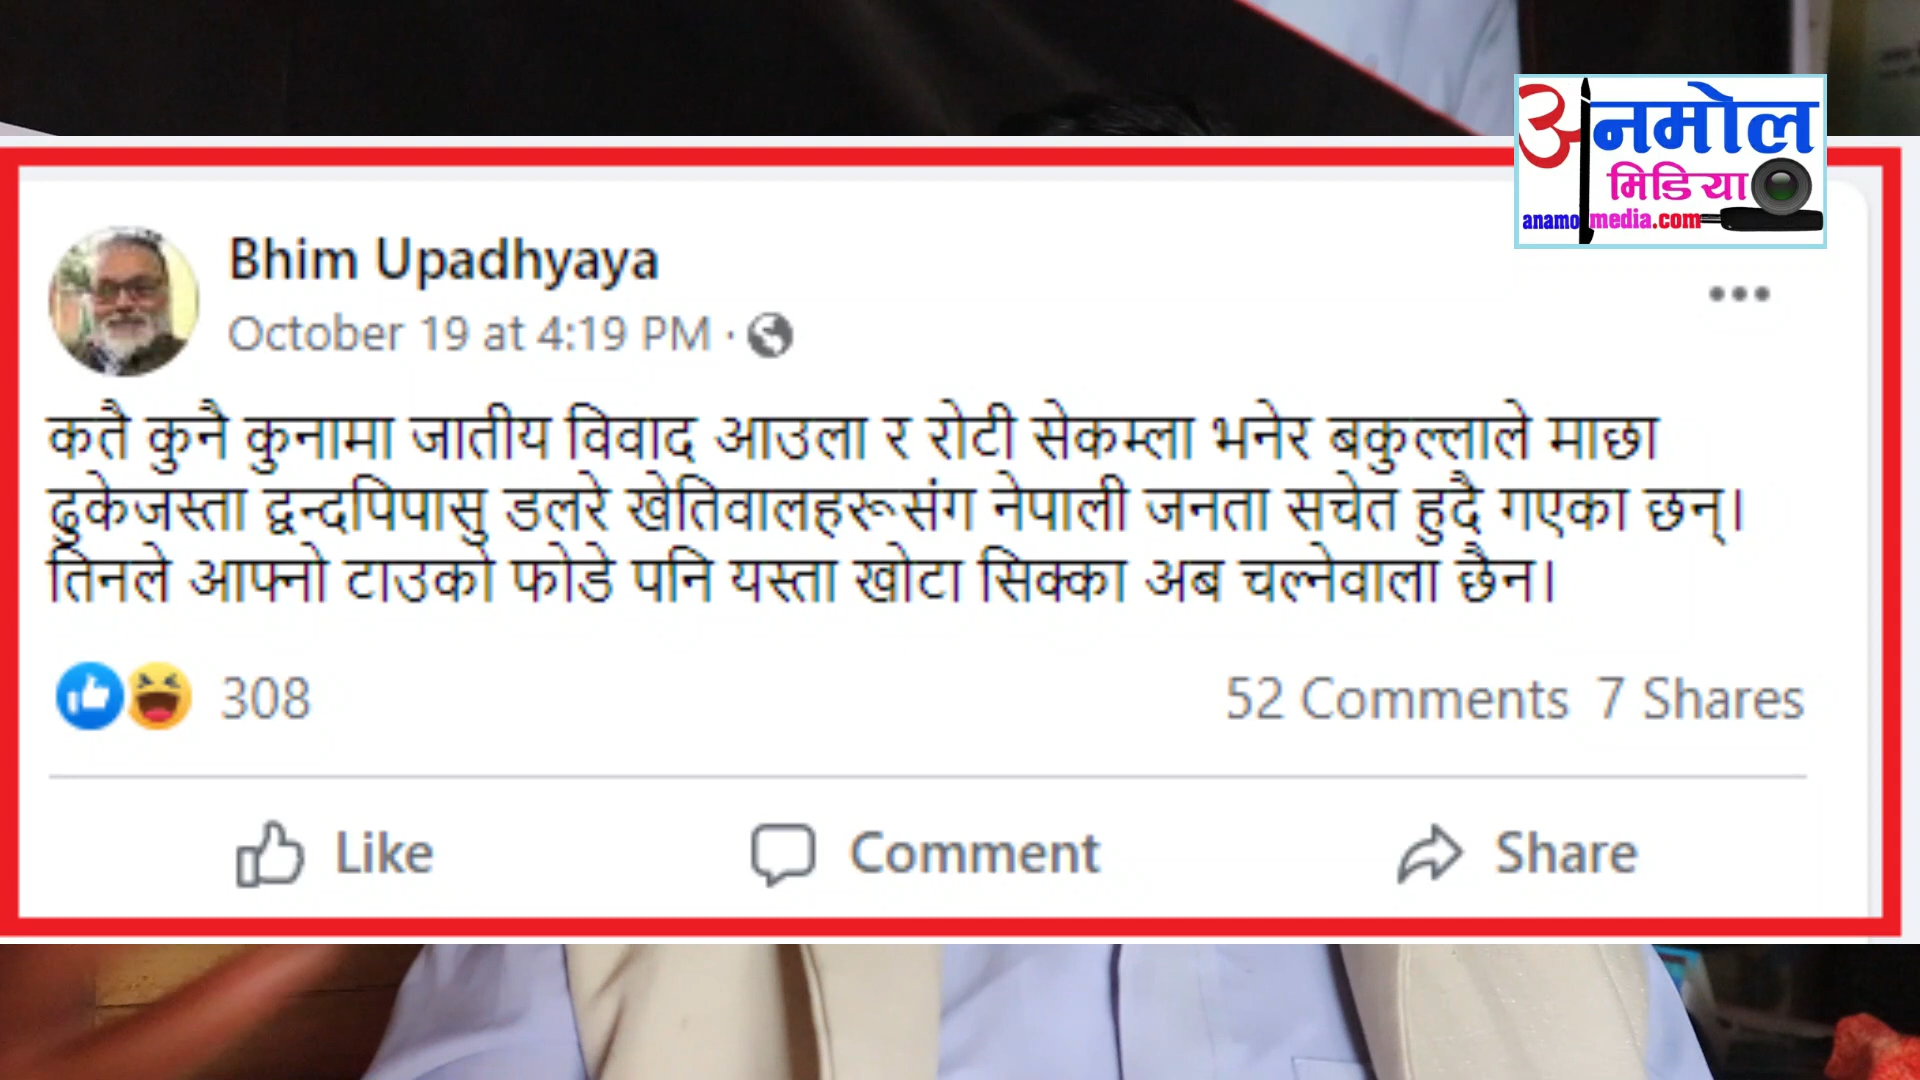 अनमोल
मिडिया
anamolmedia.com
Bhim Upadhyaya
October 19 at 4:19 PM ·
कतै कुनै कुनामा जातीय विवाद आउला र रोटी सेकम्ला भनेर बकुल्लाले माछा
ढुकेजस्ता द्वन्दपिपासु डलरे खेतिवालहरूसंग नेपाली जनता सचेत हुदै गएका छन्।
तिनले आफ्नो टाउको फोडे पनि यस्ता खोटा सिक्का अब चल्नेवाला छैन।
308
52 Comments 7 Shares
Like Comment Share